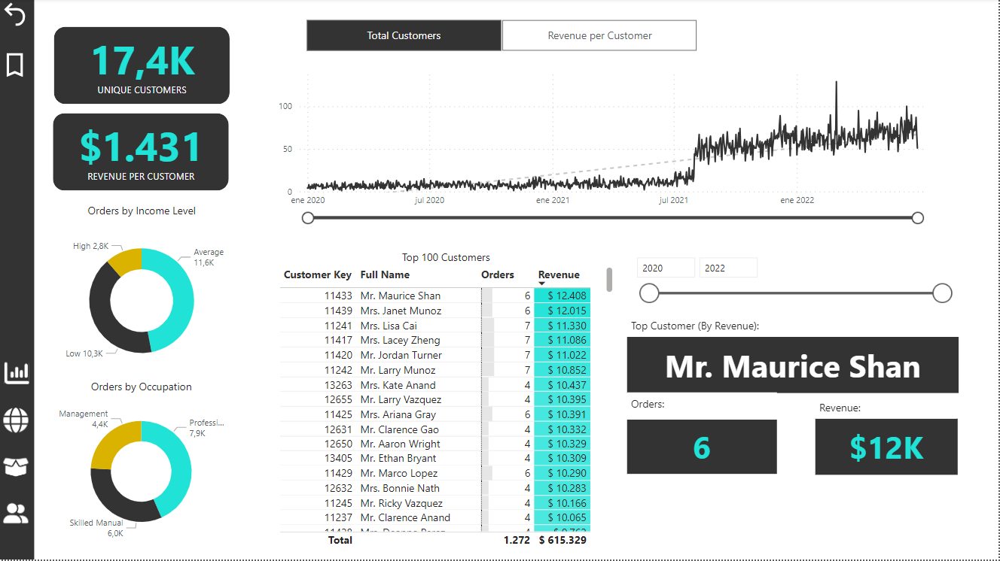 17,4K
UNIQUE CUSTOMERS
$1.431
REVENUE PER CUSTOMER
Total Customers
Revenue per Customer
100
50
0
ene 2020
jul 2020
ene 2021
jul 2021
ene 2022
Orders by Income Level
High 2,8K
Average
11,6K
Low 10,3K
Orders by Occupation
Management
4,4K
Professi...
7,9K
Skilled Manual
6,0K
Top 100 Customers
Customer Key Full Name Orders Revenue
11433 Mr. Maurice Shan 6 $ 12.408
11439 Mrs. Janet Munoz 6 $ 12.015
11241 Mrs. Lisa Cai 7 $ 11.330
11417 Mrs. Lacey Zheng 7 $ 11.086
11420 Mr. Jordan Turner 7 $ 11.022
11242 Mr. Larry Munoz 7 $ 10.852
13263 Mrs. Kate Anand 4 $ 10.437
12655 Mr. Larry Vazquez 4 $ 10.395
11425 Mrs. Ariana Gray 6 $ 10.391
12631 Mr. Clarence Gao 4 $ 10.332
12650 Mr. Aaron Wright 4 $ 10.329
13405 Mr. Ethan Bryant 4 $ 10.309
11429 Mr. Marco Lopez 6 $ 10.290
12632 Mrs. Bonnie Nath 4 $ 10.283
11245 Mr. Ricky Vazquez 4 $ 10.166
11237 Mr. Clarence Anand 4 $ 10.065
Total 1.272 $ 615.329
2020
2022
Top Customer (By Revenue):
Mr. Maurice Shan
Orders:
6
Revenue:
$12K